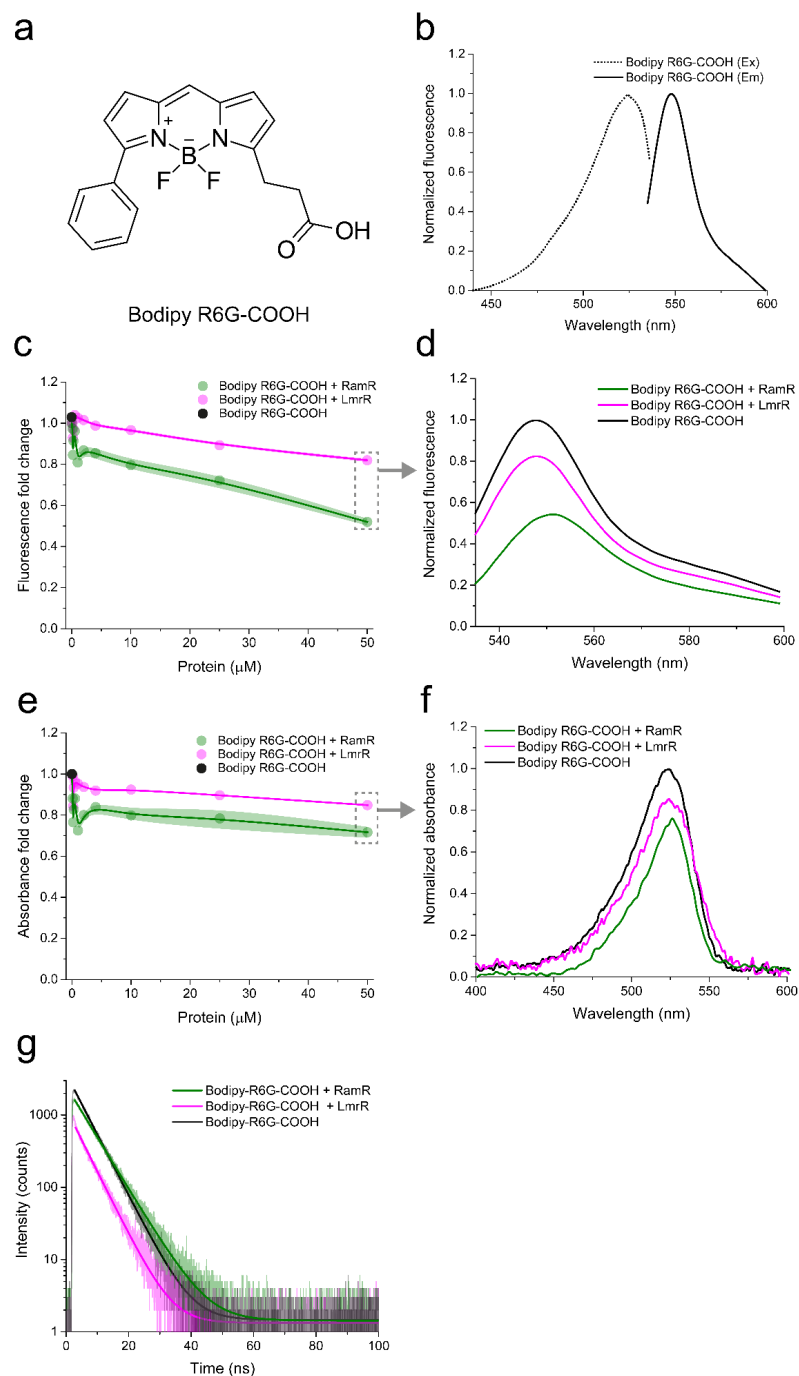 a
N
+
B
−
N
F
F
O
OH
Bodipy R6G-COOH
b
Bodipy R6G-COOH (Ex)
Bodipy R6G-COOH (Em)
Normalized fluorescence
1.2
1.0
0.8
0.6
0.4
0.2
0.0
450
500
550
600
Wavelength (nm)
c
Bodipy R6G-COOH + RamR
Bodipy R6G-COOH + LmrR
Bodipy R6G-COOH
Fluorescence fold change
1.2
1.0
0.8
0.6
0.4
0.2
0.0
0
10
20
30
40
50
Protein (μM)
d
Bodipy R6G-COOH + RamR
Bodipy R6G-COOH + LmrR
Bodipy R6G-COOH
Normalized fluorescence
1.2
1.0
0.8
0.6
0.4
0.2
0.0
540
560
580
600
Wavelength (nm)
e
Bodipy R6G-COOH + RamR
Bodipy R6G-COOH + LmrR
Bodipy R6G-COOH
Absorbance fold change
1.2
1.0
0.8
0.6
0.4
0.2
0.0
0
10
20
30
40
50
Protein (μM)
f
Bodipy R6G-COOH + RamR
Bodipy R6G-COOH + LmrR
Bodipy R6G-COOH
Normalized absorbance
1.2
1.0
0.8
0.6
0.4
0.2
0.0
400
450
500
550
600
Wavelength (nm)
g
Bodipy-R6G-COOH + RamR
Bodipy-R6G-COOH + LmrR
Bodipy-R6G-COOH
Intensity (counts)
1000
100
10
1
0
20
40
60
80
100
Time (ns)